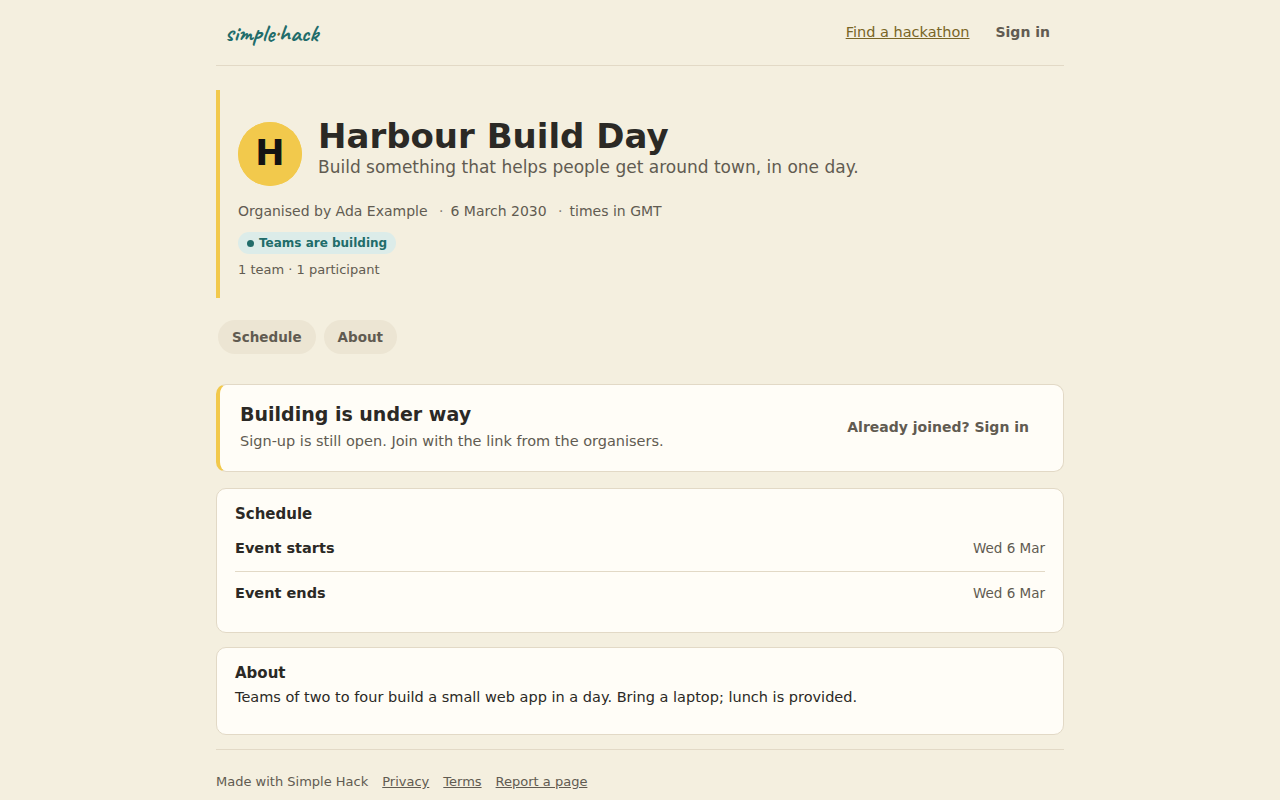 simple·hack
Find a hackathon
Sign in
H
Harbour Build Day
Build something that helps people get around town, in one day.
Organised by Ada Example · 6 March 2030 · times in GMT
Teams are building
1 team · 1 participant
Schedule
About
Building is under way
Sign-up is still open. Join with the link from the organisers.
Already joined? Sign in
Schedule
Event starts
Wed 6 Mar
Event ends
Wed 6 Mar
About
Teams of two to four build a small web app in a day. Bring a laptop; lunch is provided.
Made with Simple Hack Privacy Terms Report a page